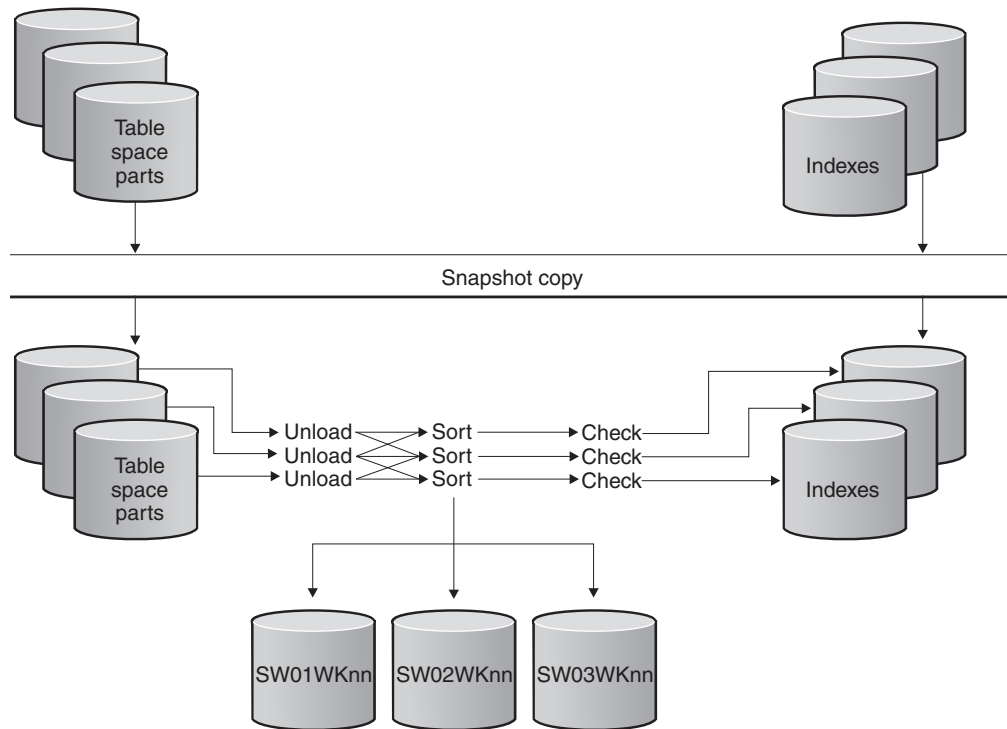 Table
space
parts
Indexes
Snapshot copy
Unload Sort Check
Unload Sort Check
Unload Sort Check
Table
space
parts
Indexes
SW01WKnn SW02WKnn SW03WKnn